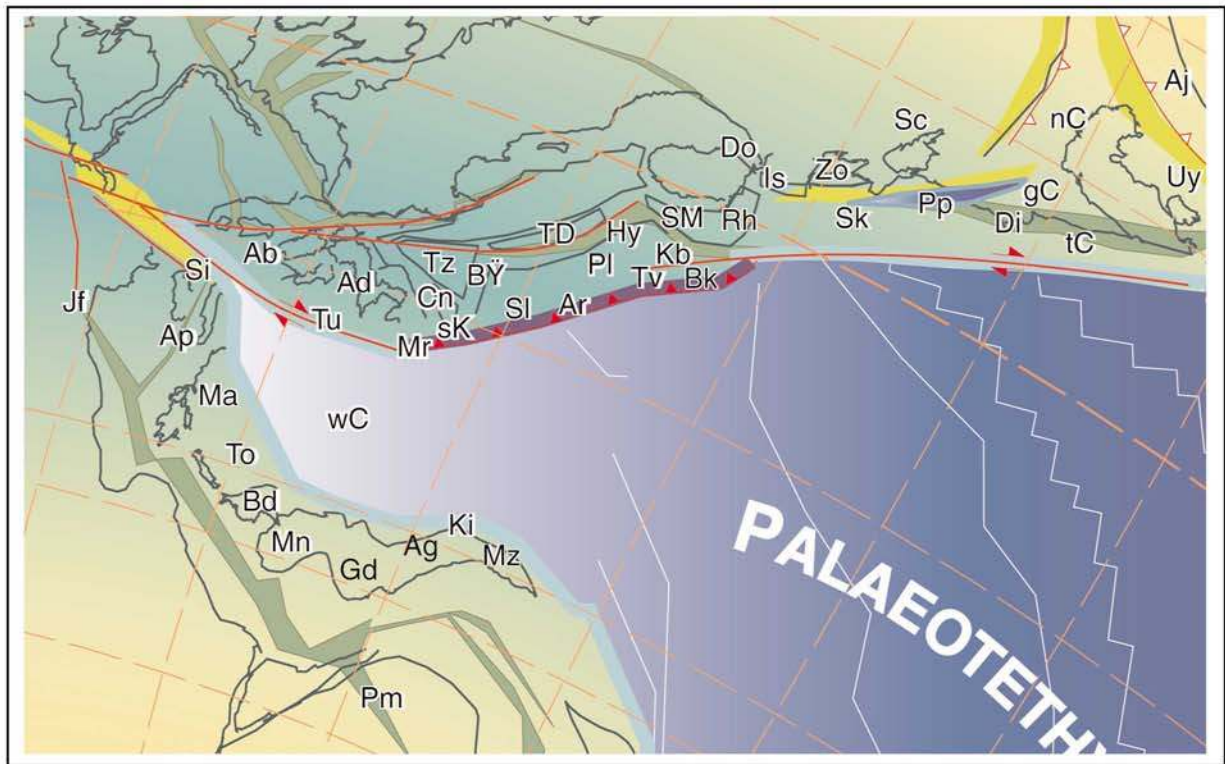 Aj
Sc
nC
Do
Is
Zo
Uy
gC
Pp
Sk
SM
Rh
Di
tC
TD
Hy
Ab
Tz
BŸ
Pl
Kb
Si
Ad
Cn
Tv
Bk
Jf
Sl
Ar
Tu
sK
Ap
Mr
Ma
wC
To
Bd
Ki
Mn
Ag
Mz
Gd
Pm
PALAEOTETHY